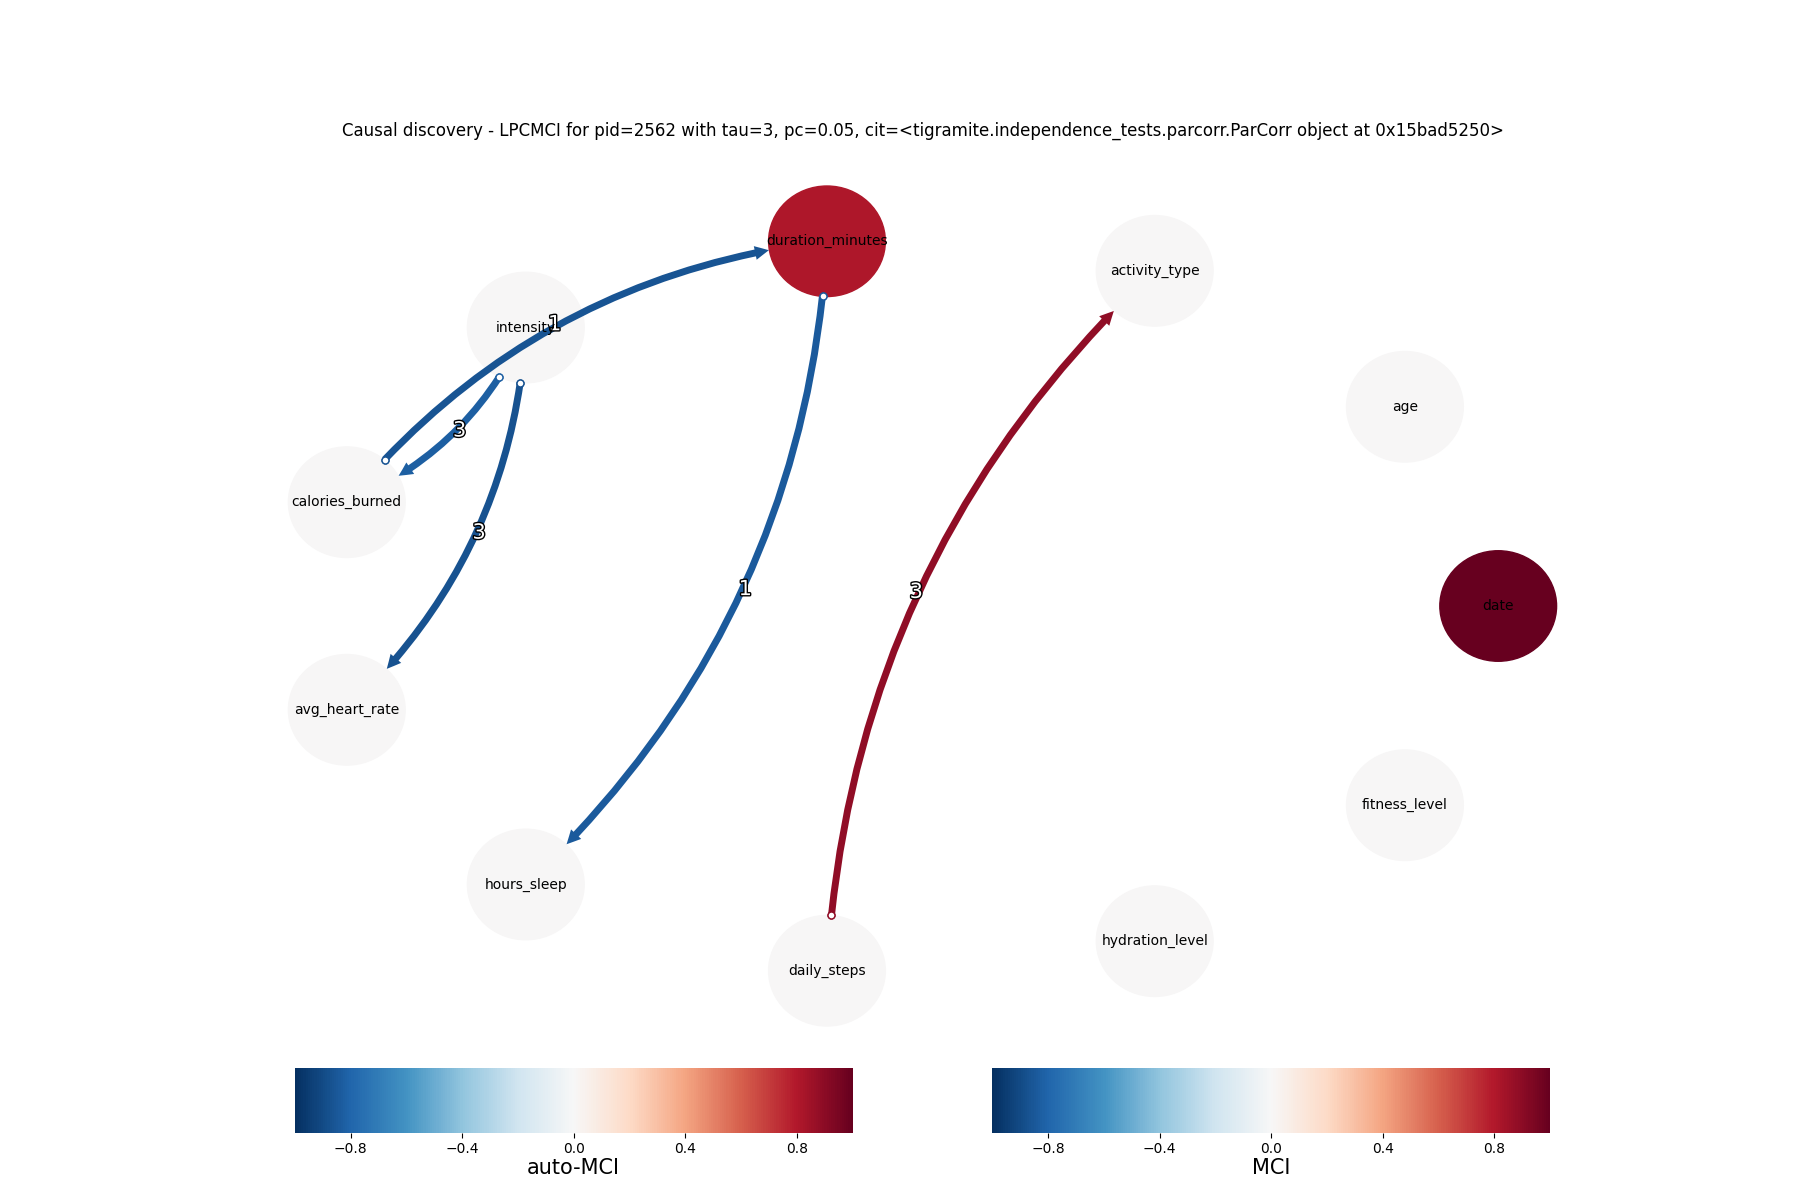 Causal discovery - LPCMCI for pid=2562 with tau=3, pc=0.05, cit=<tigramite.independence_tests.parcorr.ParCorr object at 0x15bad5250>
duration_minutes
activity_type
intensity
1
age
3
calories_burned
3
1
3
date
avg_heart_rate
fitness_level
hours_sleep
hydration_level
daily_steps
−0.8 −0.4 0.0 0.4 0.8
auto-MCI
−0.8 −0.4 0.0 0.4 0.8
MCI